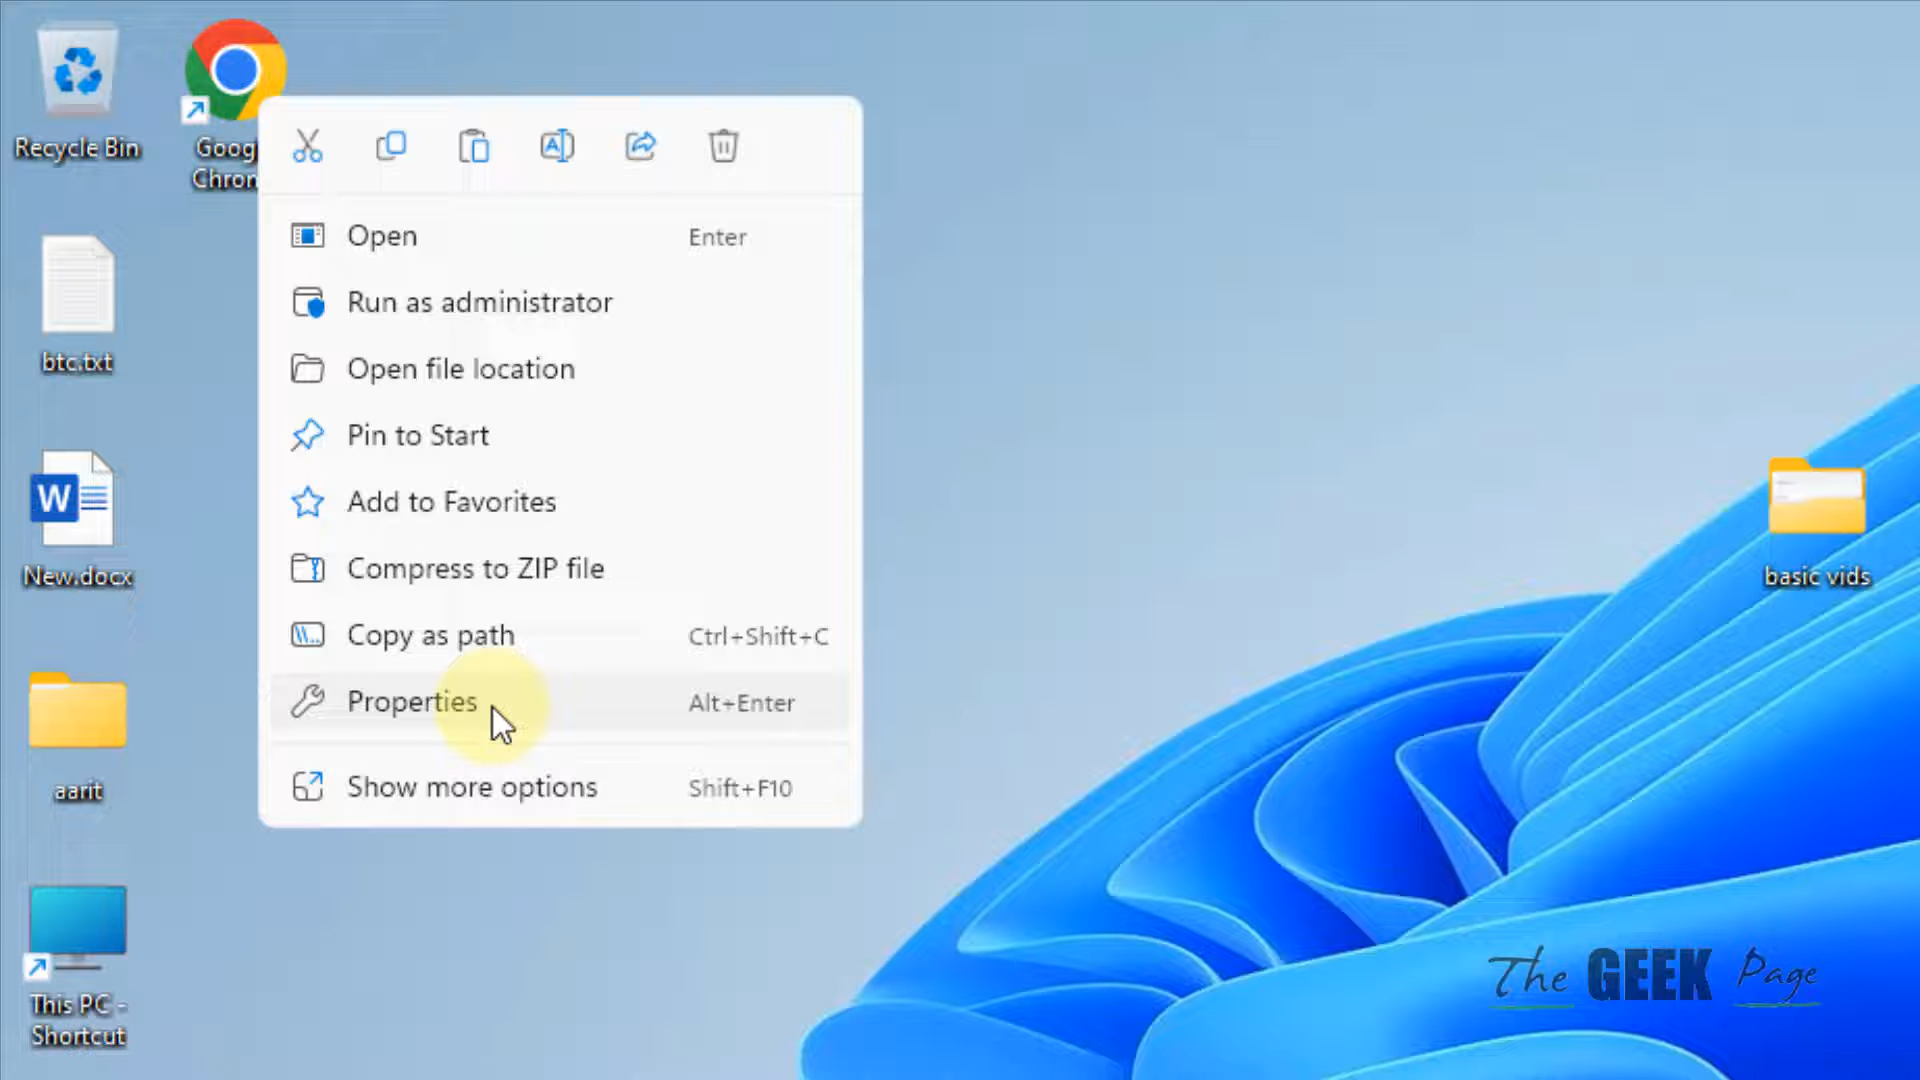 Recycle Bin
Goog
Chron
btc.txt
W
New.docx
aarit
This PC -
Shortcut
A
Open Enter
Run as administrator
Open file location
Pin to Start
Add to Favorites
Compress to ZIP file
Copy as path Ctrl+Shift+C
Properties Alt+Enter
Show more options Shift+F10
basic vids
The GEEK Page